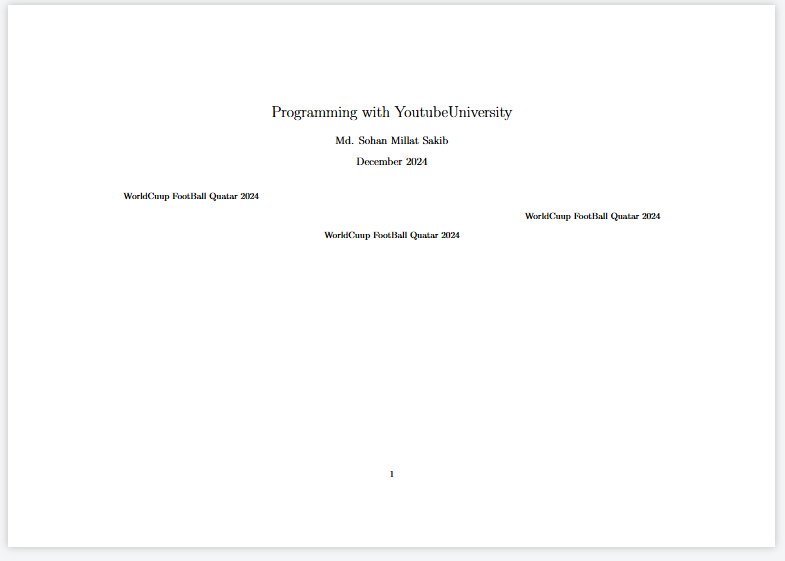 Programming with YoutubeUniversity
Md. Sohan Millat Sakib
December 2024
WorldCuup FootBall Quatar 2024
WorldCuup FootBall Quatar 2024
WorldCuup FootBall Quatar 2024
1